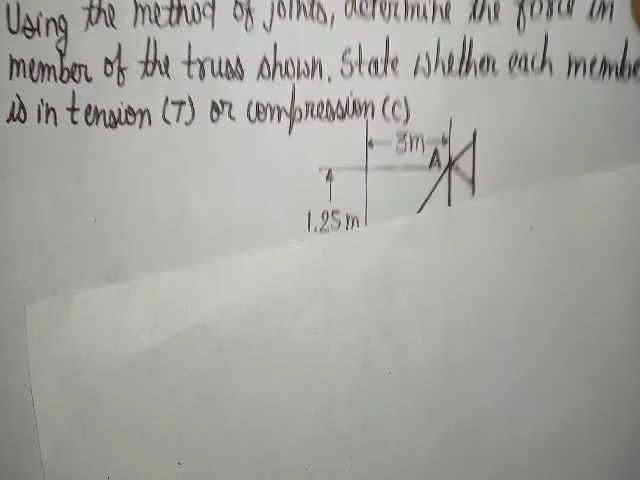 Using the method of joints, determine the force in
member of the truss shown. State whether each membe
is in tension (T) or compression (C)
3m
A
1.25m